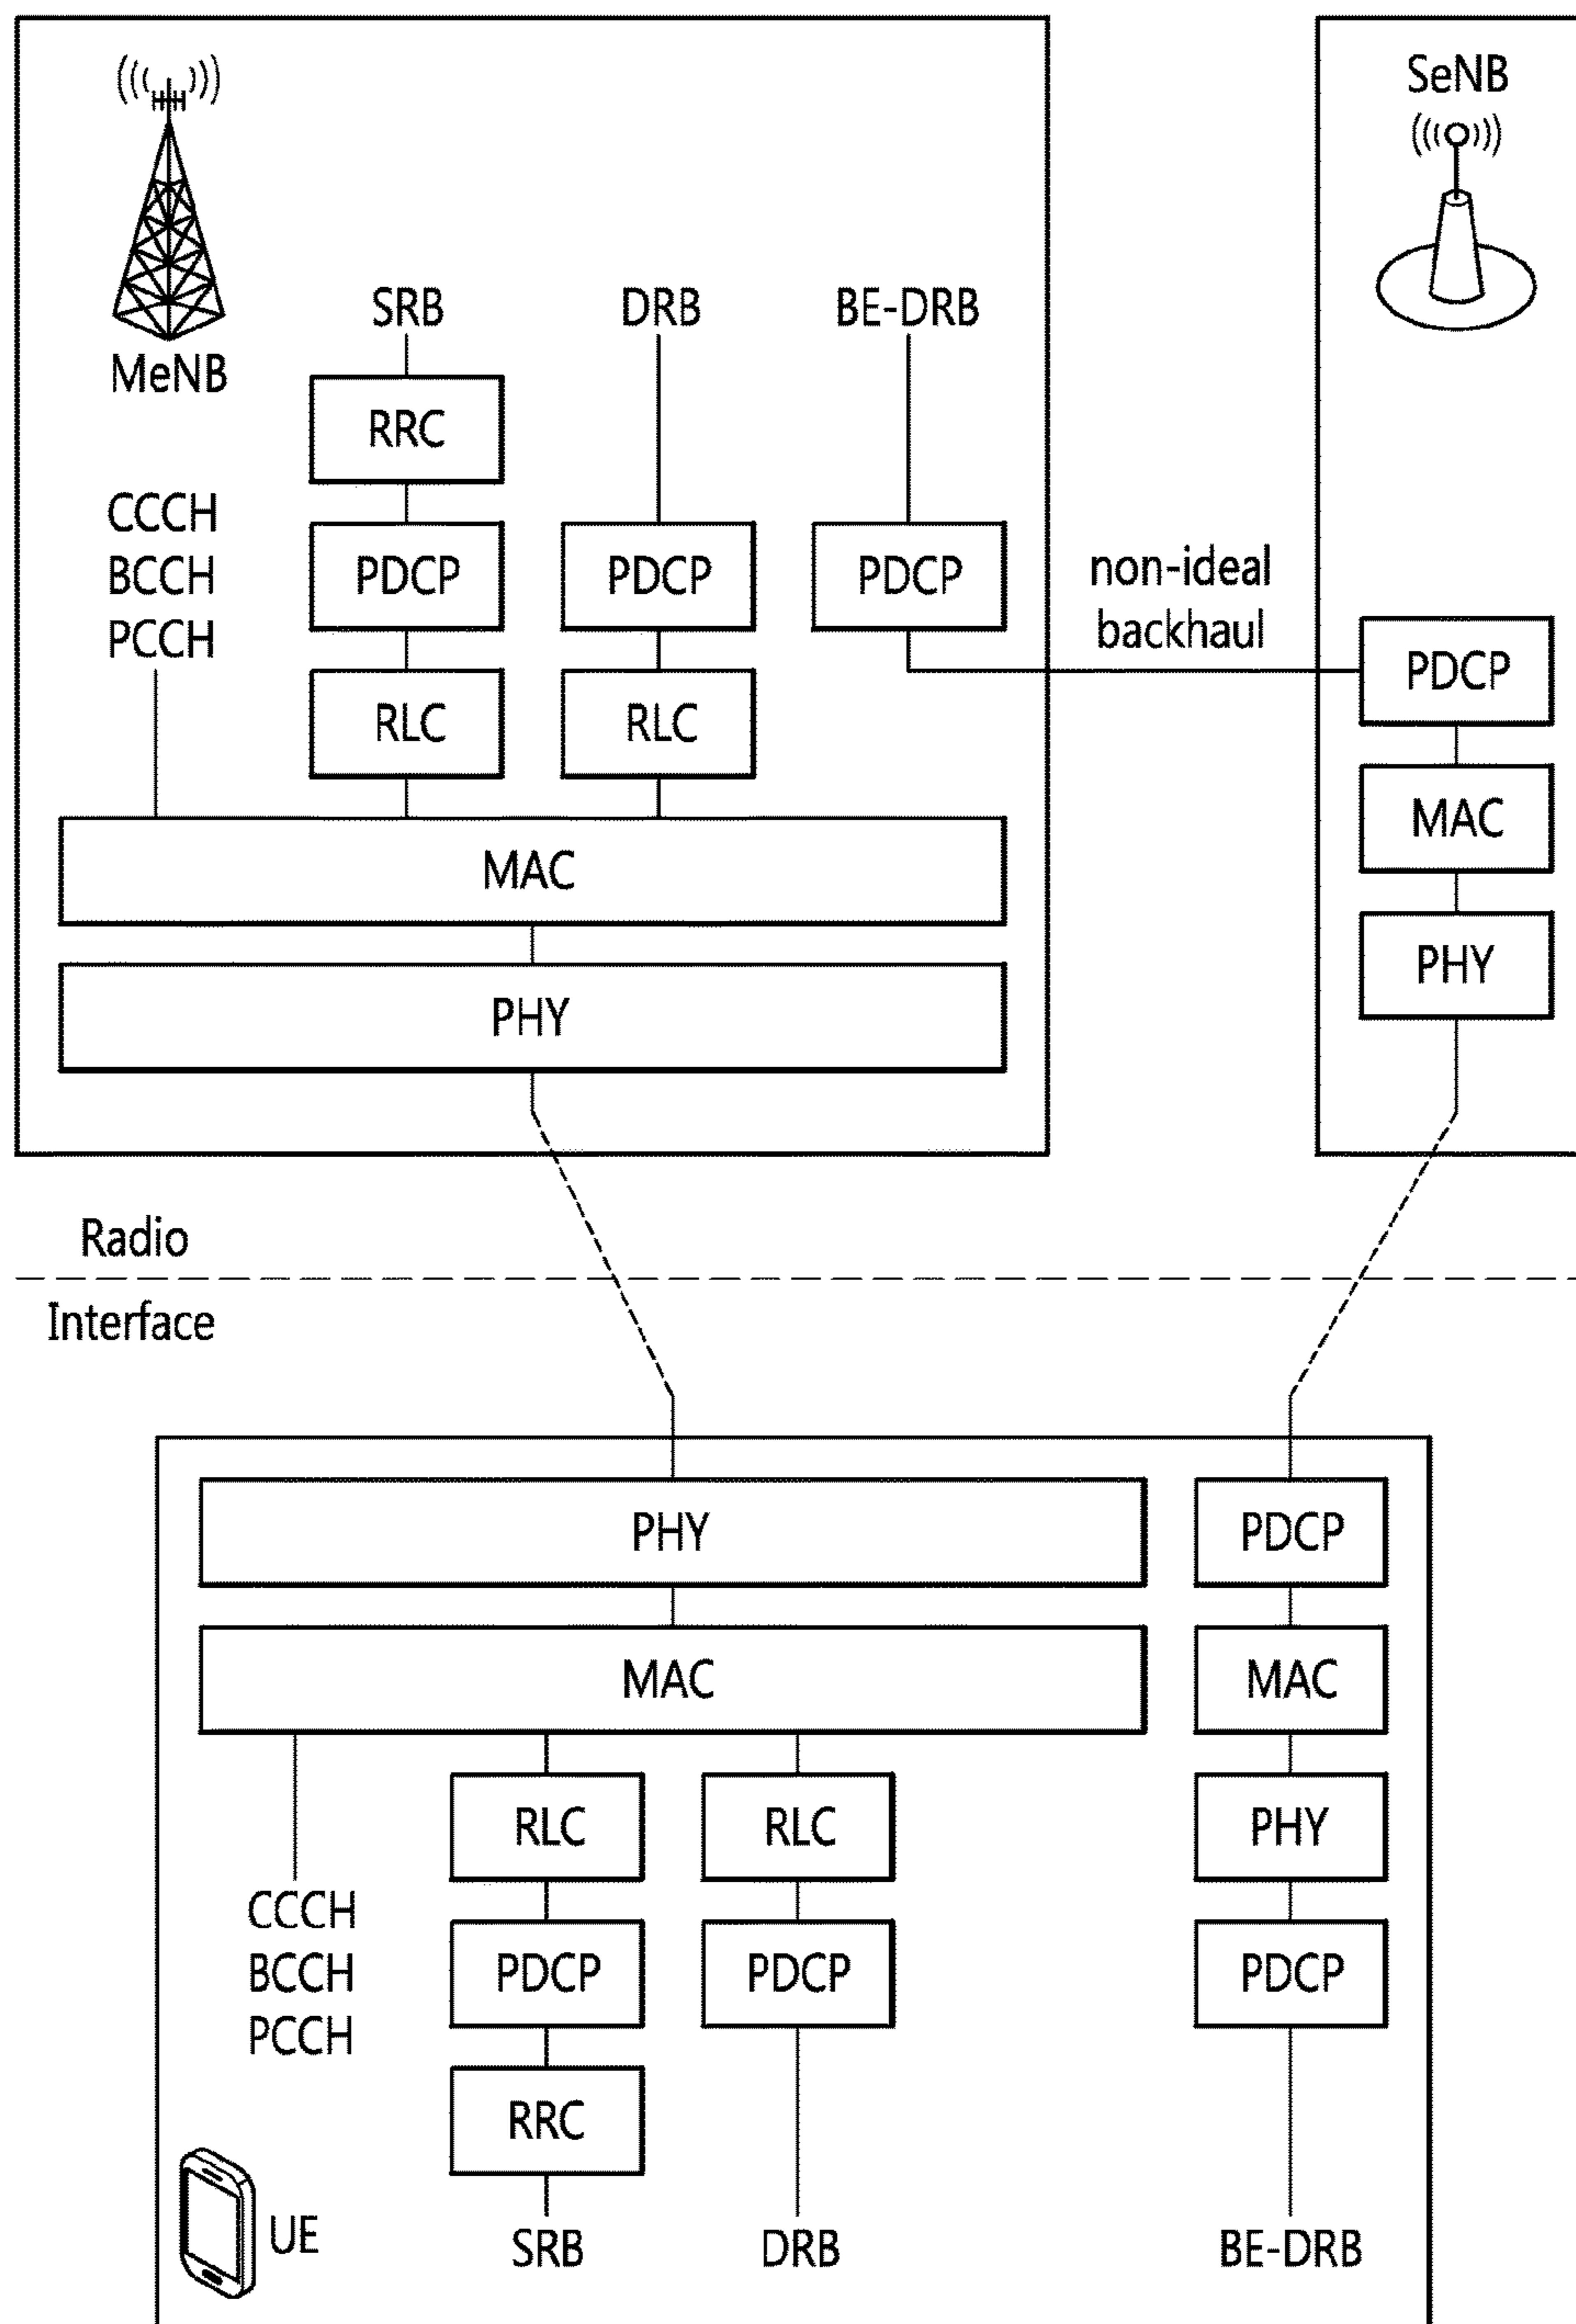 SeNB
MeNB
SRB
DRB
BE-DRB
RRC
CCCH
BCCH
PCCH
PDCP
PDCP
PDCP
non-ideal
backhaul
RLC
RLC
PDCP
MAC
MAC
PHY
PHY
Radio
Interface
PHY
PDCP
MAC
MAC
RLC
RLC
PHY
CCCH
BCCH
PCCH
PDCP
PDCP
PDCP
RRC
UE
SRB
DRB
BE-DRB